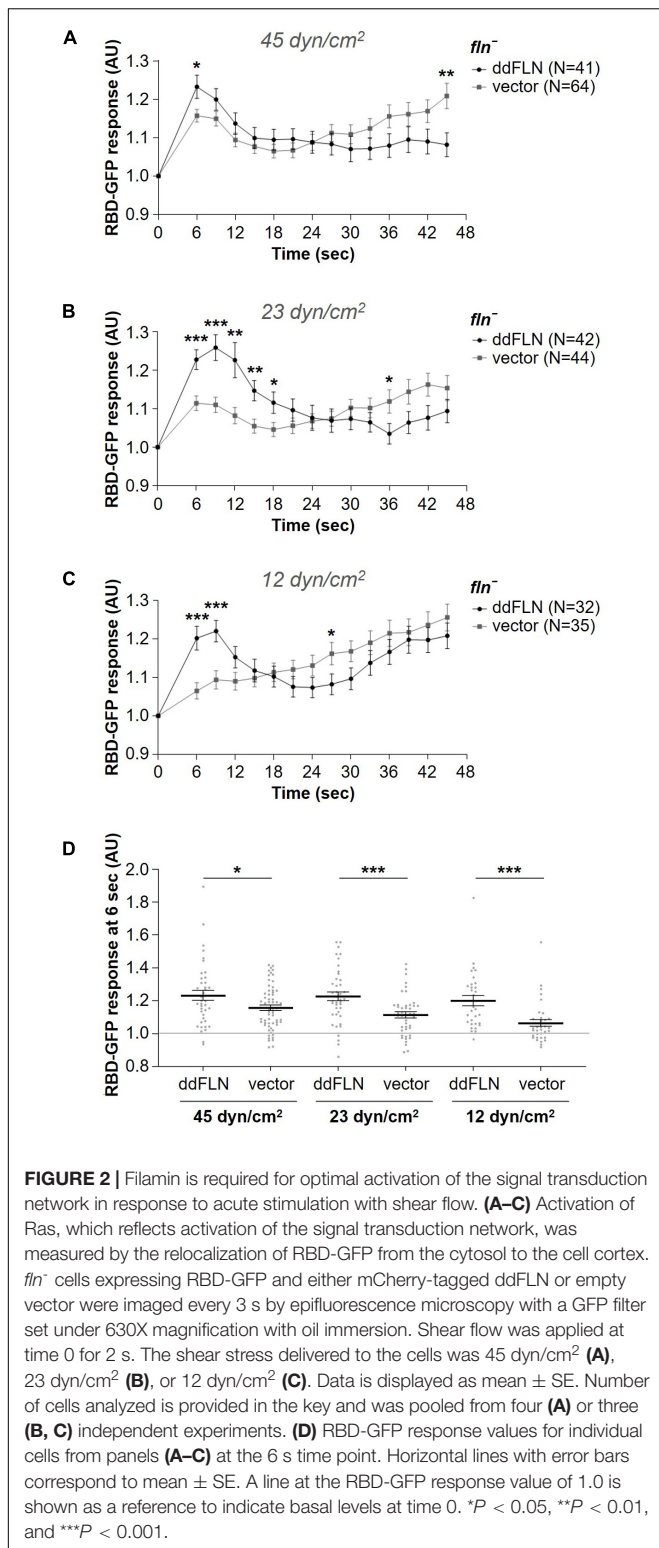 A
45 dyn/cm²
fln⁻
ddFLN (N=41)
vector (N=64)
RBD-GFP response (AU)
1.3
1.2
1.1
1.0
0.9
*
**
0 6 12 18 24 30 36 42 48
Time (sec)
B
23 dyn/cm²
fln⁻
ddFLN (N=42)
vector (N=44)
RBD-GFP response (AU)
1.3
1.2
1.1
1.0
0.9
*** *** ** ** * *
0 6 12 18 24 30 36 42 48
Time (sec)
C
12 dyn/cm²
fln⁻
ddFLN (N=32)
vector (N=35)
RBD-GFP response (AU)
1.3
1.2
1.1
1.0
0.9
*** *** *
0 6 12 18 24 30 36 42 48
Time (sec)
D
RBD-GFP response at 6 sec (AU)
2.0
1.8
1.6
1.4
1.2
1.0
0.8
* *** ***
ddFLN vector ddFLN vector ddFLN vector
45 dyn/cm² 23 dyn/cm² 12 dyn/cm²
FIGURE 2 | Filamin is required for optimal activation of the signal transduction
network in response to acute stimulation with shear flow. (A–C) Activation of
Ras, which reflects activation of the signal transduction network, was
measured by the relocalization of RBD-GFP from the cytosol to the cell cortex.
fln⁻ cells expressing RBD-GFP and either mCherry-tagged ddFLN or empty
vector were imaged every 3 s by epifluorescence microscopy with a GFP filter
set under 630X magnification with oil immersion. Shear flow was applied at
time 0 for 2 s. The shear stress delivered to the cells was 45 dyn/cm² (A),
23 dyn/cm² (B), or 12 dyn/cm² (C). Data is displayed as mean ± SE. Number
of cells analyzed is provided in the key and was pooled from four (A) or three
(B, C) independent experiments. (D) RBD-GFP response values for individual
cells from panels (A–C) at the 6 s time point. Horizontal lines with error bars
correspond to mean ± SE. A line at the RBD-GFP response value of 1.0 is
shown as a reference to indicate basal levels at time 0. *P < 0.05, **P < 0.01,
and ***P < 0.001.